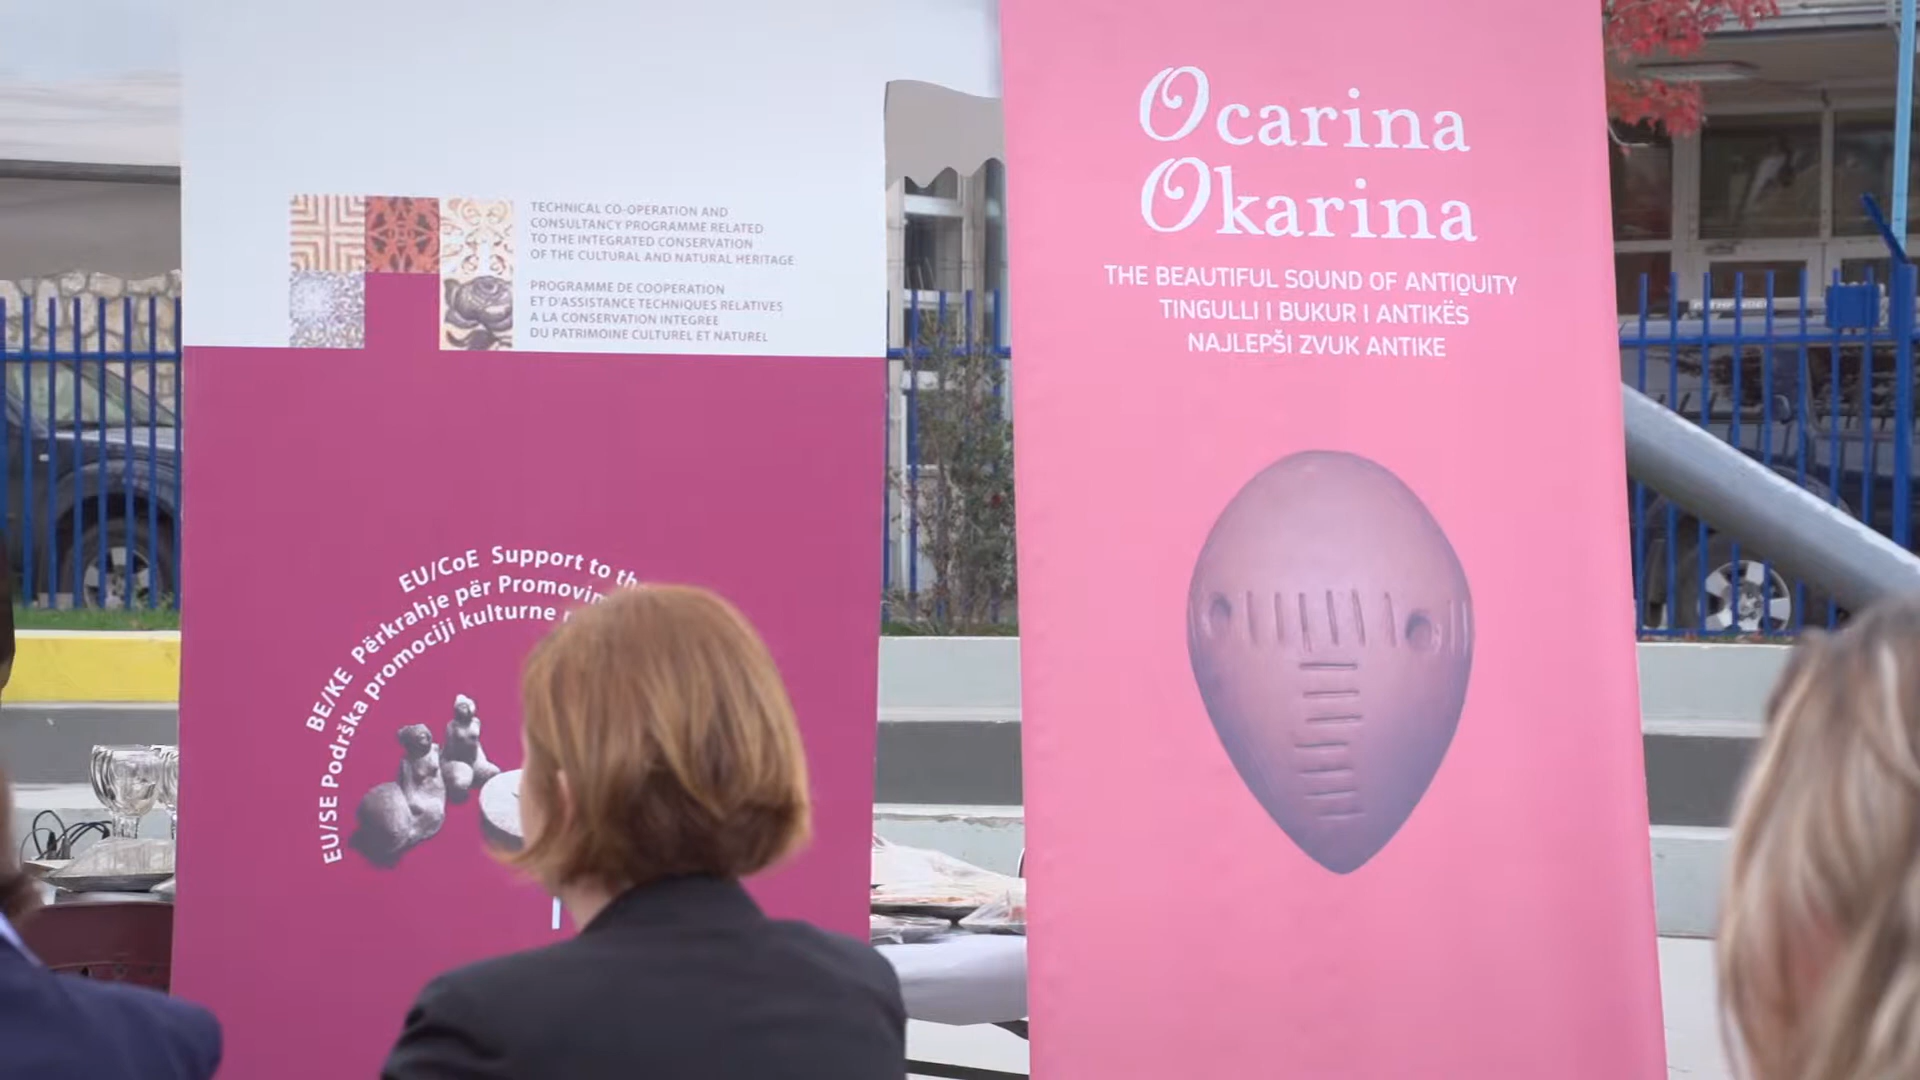 TECHNICAL CO-OPERATION AND
CONSULTANCY PROGRAMME RELATED
TO THE INTEGRATED CONSERVATION
OF THE CULTURAL AND NATURAL HERITAGE
PROGRAMME DE COOPERATION
ET D'ASSISTANCE TECHNIQUES RELATIVES
A LA CONSERVATION INTEGREE
DU PATRIMOINE CULTUREL ET NATUREL
EU/CoE Support to
BE/KE Përkrahje për
EU/SE Podrška promociji kulturne
Ocarina
Okarina
THE BEAUTIFUL SOUND OF ANTIQUITY
TINGULLI I BUKUR I ANTIKËS
NAJLEPŠI ZVUK ANTIKE